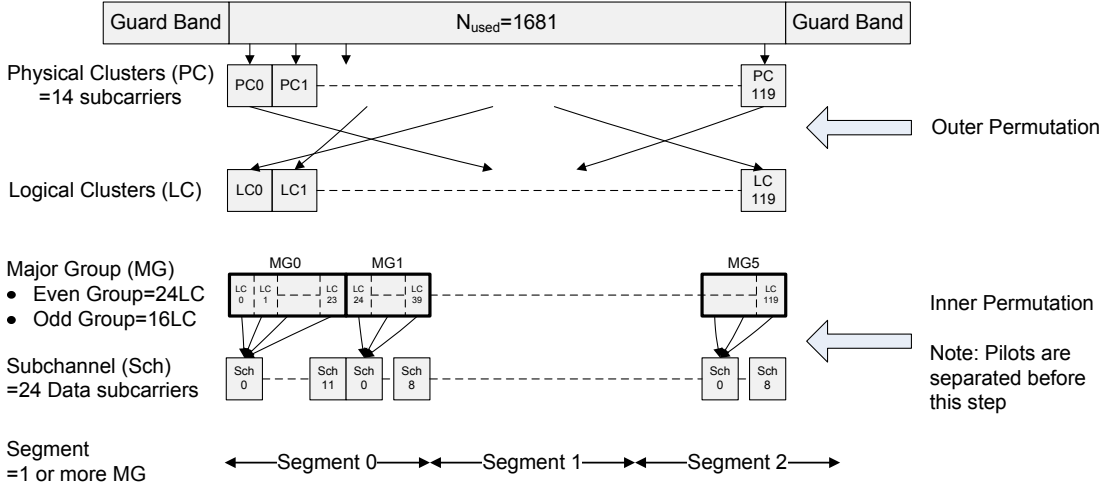 Guard Band
Nused=1681
Guard Band
Physical Clusters (PC)
=14 subcarriers
PC0
PC1
PC
119
Outer Permutation
Logical Clusters (LC)
LC0
LC1
LC
119
Major Group (MG)
• Even Group=24LC
• Odd Group=16LC
MG0
MG1
MG5
LC
0
LC
1
LC
23
LC
24
LC
39
LC
119
Inner Permutation
Note: Pilots are
separated before
this step
Subchannel (Sch)
=24 Data subcarriers
Sch
0
Sch
11
Sch
0
Sch
8
Sch
0
Sch
8
Segment
=1 or more MG
Segment 0
Segment 1
Segment 2